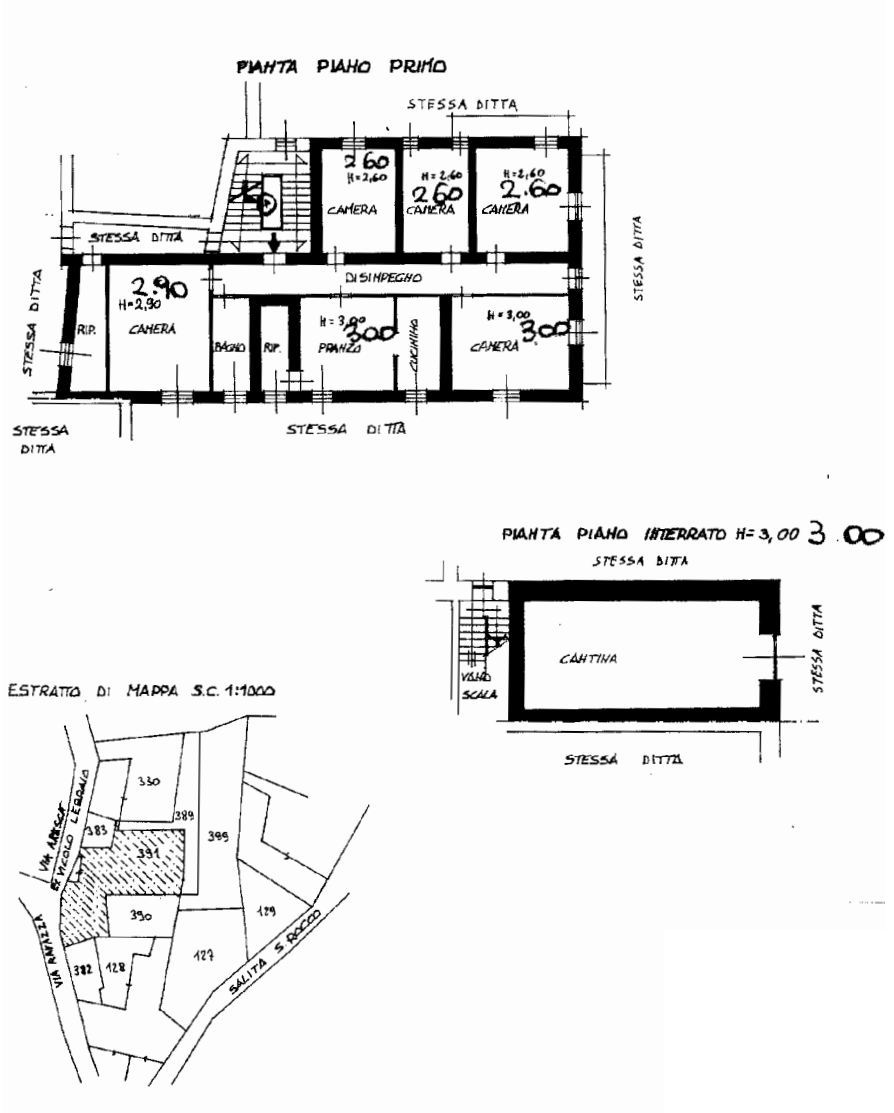 PIANTA PIANO PRIMO
STESSA DITTA
2.60
H=2,60
CAMERA
H=2,60
2.60
CAMERA
H=2,60
2.60
CAMERA
STESSA DITTA
STESSA DITTA
DISIMPEGNO
STESSA DITTA
RIP.
2.90
H=2,90
CAMERA
BAGNO
RIP.
H=3,00
3.00
PRANZO
CUCININO
H=3,00
3.00
CAMERA
STESSA
DITTA
STESSA DITTA
PIANTA PIANO INTERRATO H=3,00 3.00
STESSA DITTA
CANTINA
VANO
SCALA
STESSA DITTA
STESSA DITTA
ESTRATTO DI MAPPA S.C. 1:1000
VIA ARESCA
EX VICOLO LEBRAIO
330
389
383
399
391
390
129
VIA RAVAZZA
382
128
127
SALITA S. ROCCO